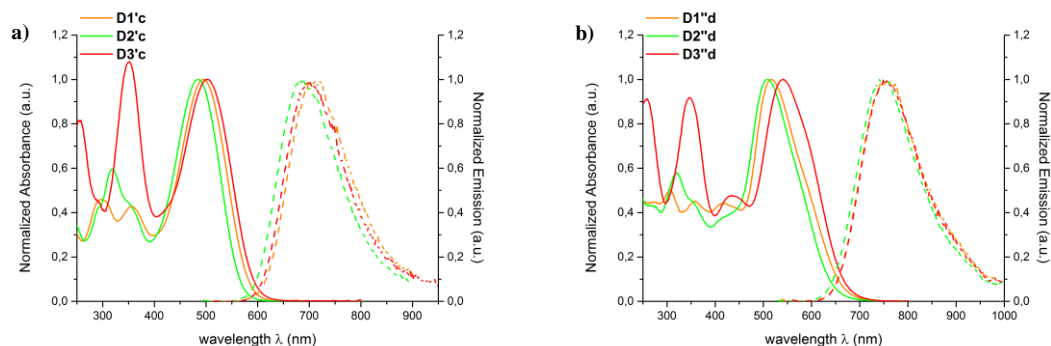 a)
D1'c
D2'c
D3'c
1,2
1,0
0,8
0,6
0,4
0,2
0,0
Normalized Absorbance (a.u.)
300 400 500 600 700 800 900
wavelength λ (nm)
1,2
1,0
0,8
0,6
0,4
0,2
0,0
Normalized Emission (a.u.)
b)
D1''d
D2''d
D3''d
1,2
1,0
0,8
0,6
0,4
0,2
0,0
Normalized Absorbance (a.u.)
300 400 500 600 700 800 900 1000
wavelength λ (nm)
1,2
1,0
0,8
0,6
0,4
0,2
0,0
Normalized Emission (a.u.)